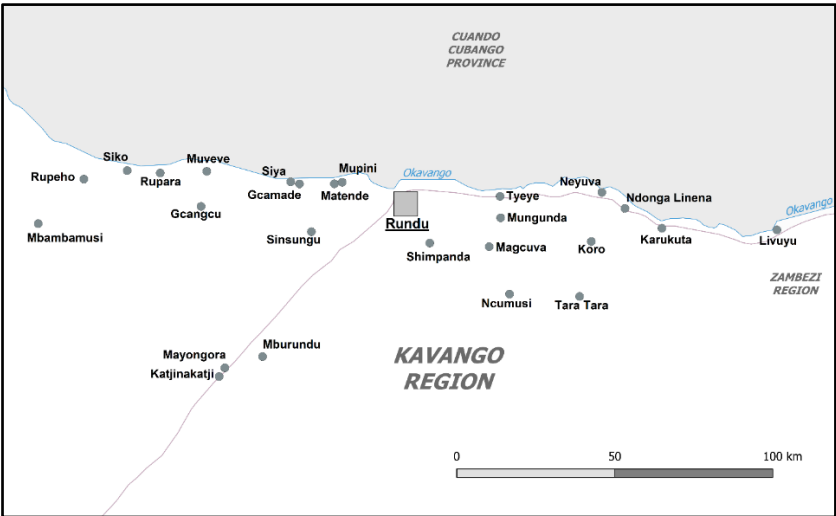 CUANDO
CUBANGO
PROVINCE
Siko
Muveve
Siya
Mupini
Okavango
Rupeho
Rupara
Gcamade
Matende
Neyuva
Tyeye
Ndonga Linena
Gcangcu
Mungunda
Okavango
Mbambamusi
Sinsungu
Rundu
Shimpanda
Magcuva
Koro
Karukuta
Livuyu
ZAMBEZI
REGION
Ncumusi
Tara Tara
Mayongora
Mburundu
Katjinakatji
KAVANGO
REGION
0 50 100 km